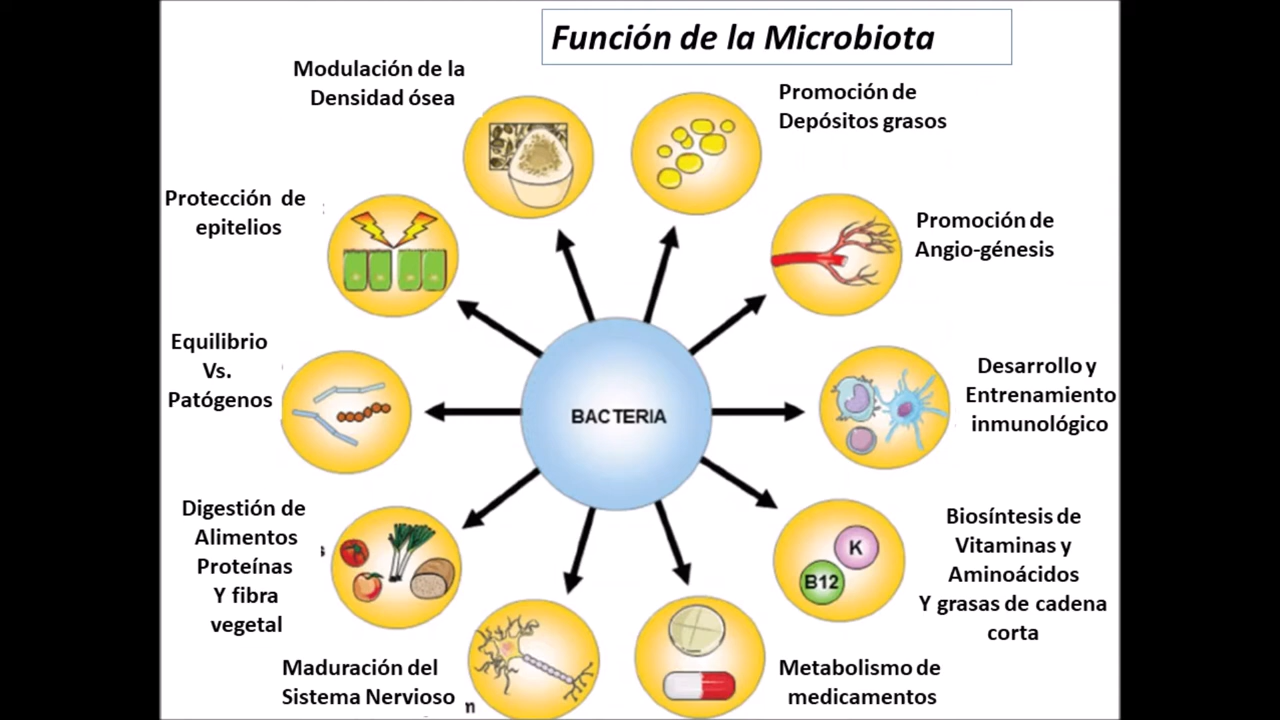 Función de la Microbiota
Modulación de la
Densidad ósea
Promoción de
Depósitos grasos
Protección de
epitelios
Promoción de
Angio-génesis
Equilibrio
Vs.
Patógenos
BACTERIA
Desarrollo y
Entrenamiento
inmunológico
Digestión de
Alimentos
Proteínas
Y fibra
vegetal
K
B12
Biosíntesis de
Vitaminas y
Aminoácidos
Y grasas de cadena
corta
Maduración del
Sistema Nervioso
n
Metabolismo de
medicamentos